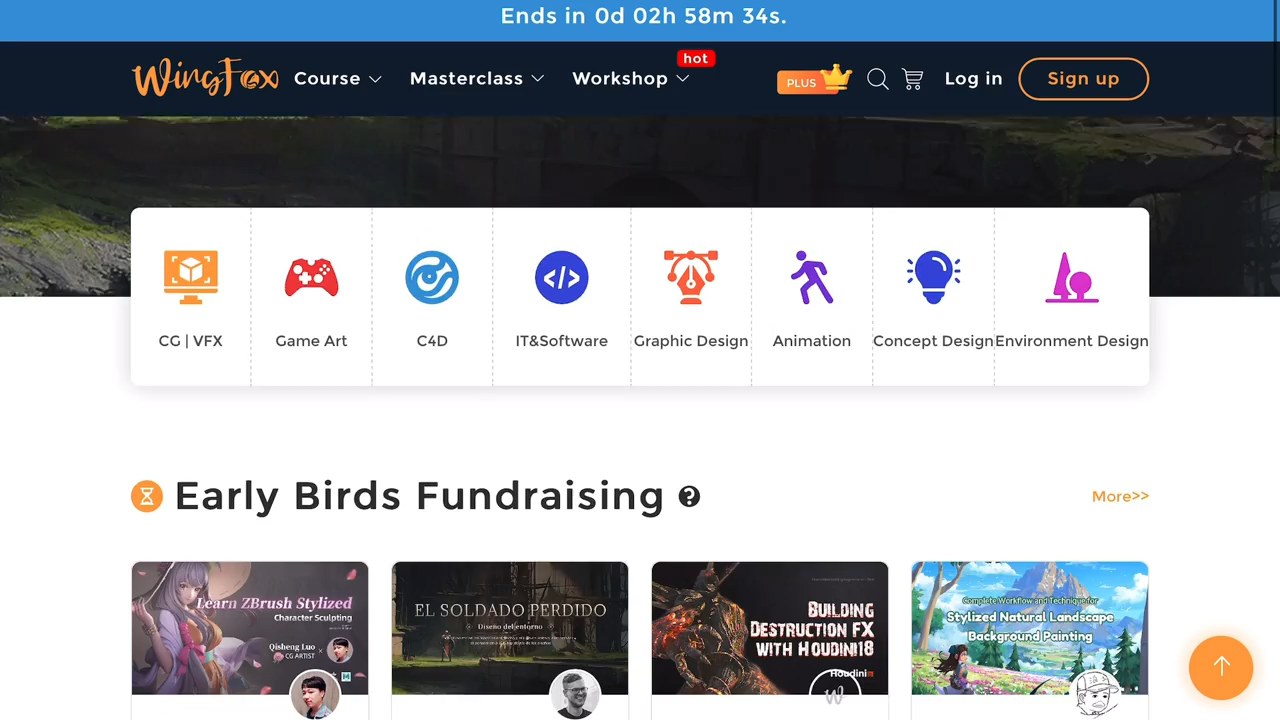 Ends in 0d 02h 58m 34s.
hot
WingFox Course Masterclass Workshop PLUS Log in Sign up
CG | VFX Game Art C4D IT&Software Graphic Design Animation Concept Design Environment Design
Early Birds Fundraising ? More>>
Learn ZBrush Stylized
Character Sculpting
Qisheng Luo
CG ARTIST
EL SOLDADO PERDIDO
Diseño del entorno
BUILDING
DESTRUCTION FX
WITH HOUDINI18
Houdini
Complete Workflow and Technique for
Stylized Natural Landscape
Background Painting